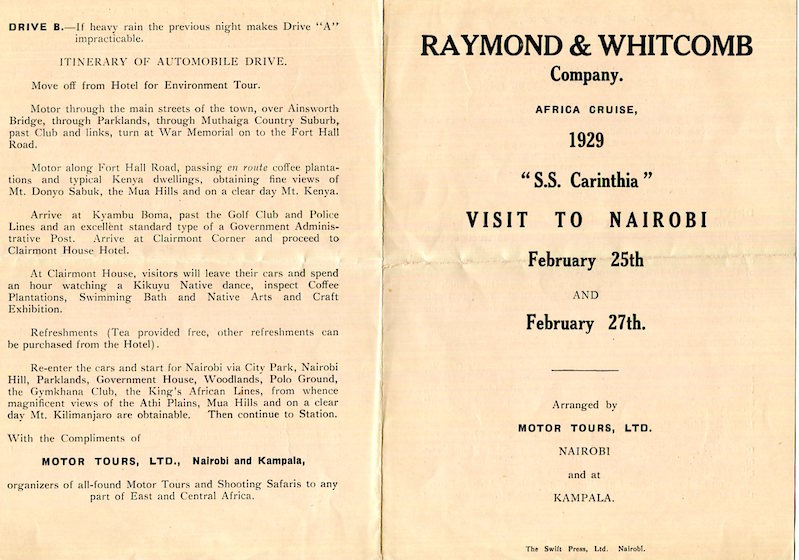 DRIVE B.—If heavy rain the previous night makes Drive "A"
impracticable.
ITINERARY OF AUTOMOBILE DRIVE.
Move off from Hotel for Environment Tour.
Motor through the main streets of the town, over Ainsworth
Bridge, through Parklands, through Muthaiga Country Suburb,
past Club and links, turn at War Memorial on to the Fort Hall
Road.
Motor along Fort Hall Road, passing en route coffee planta-
tions and typical Kenya dwellings, obtaining fine views of
Mt. Donyo Sabuk, the Mua Hills and on a clear day Mt. Kenya.
Arrive at Kyambu Boma, past the Golf Club and Police
Lines and an excellent standard type of a Government Adminis-
trative Post. Arrive at Clairmont Corner and proceed to
Clairmont House Hotel.
At Clairmont House, visitors will leave their cars and spend
an hour watching a Kikuyu Native dance, inspect Coffee
Plantations, Swimming Bath and Native Arts and Craft
Exhibition.
Refreshments (Tea provided free, other refreshments can
be purchased from the Hotel).
Re-enter the cars and start for Nairobi via City Park, Nairobi
Hill, Parklands, Government House, Woodlands, Polo Ground,
the Gymkhana Club, the King's African Lines, from whence
magnificent views of the Athi Plains, Mua Hills and on a clear
day Mt. Kilimanjaro are obtainable. Then continue to Station.
With the Compliments of
MOTOR TOURS, LTD., Nairobi and Kampala,
organizers of all-found Motor Tours and Shooting Safaris to any
part of East and Central Africa.
RAYMOND & WHITCOMB
Company.
AFRICA CRUISE,
1929
"S.S. Carinthia"
VISIT TO NAIROBI
February 25th
AND
February 27th.
Arranged by
MOTOR TOURS, LTD.
NAIROBI
and at
KAMPALA.
The Swift Press, Ltd. Nairobi.